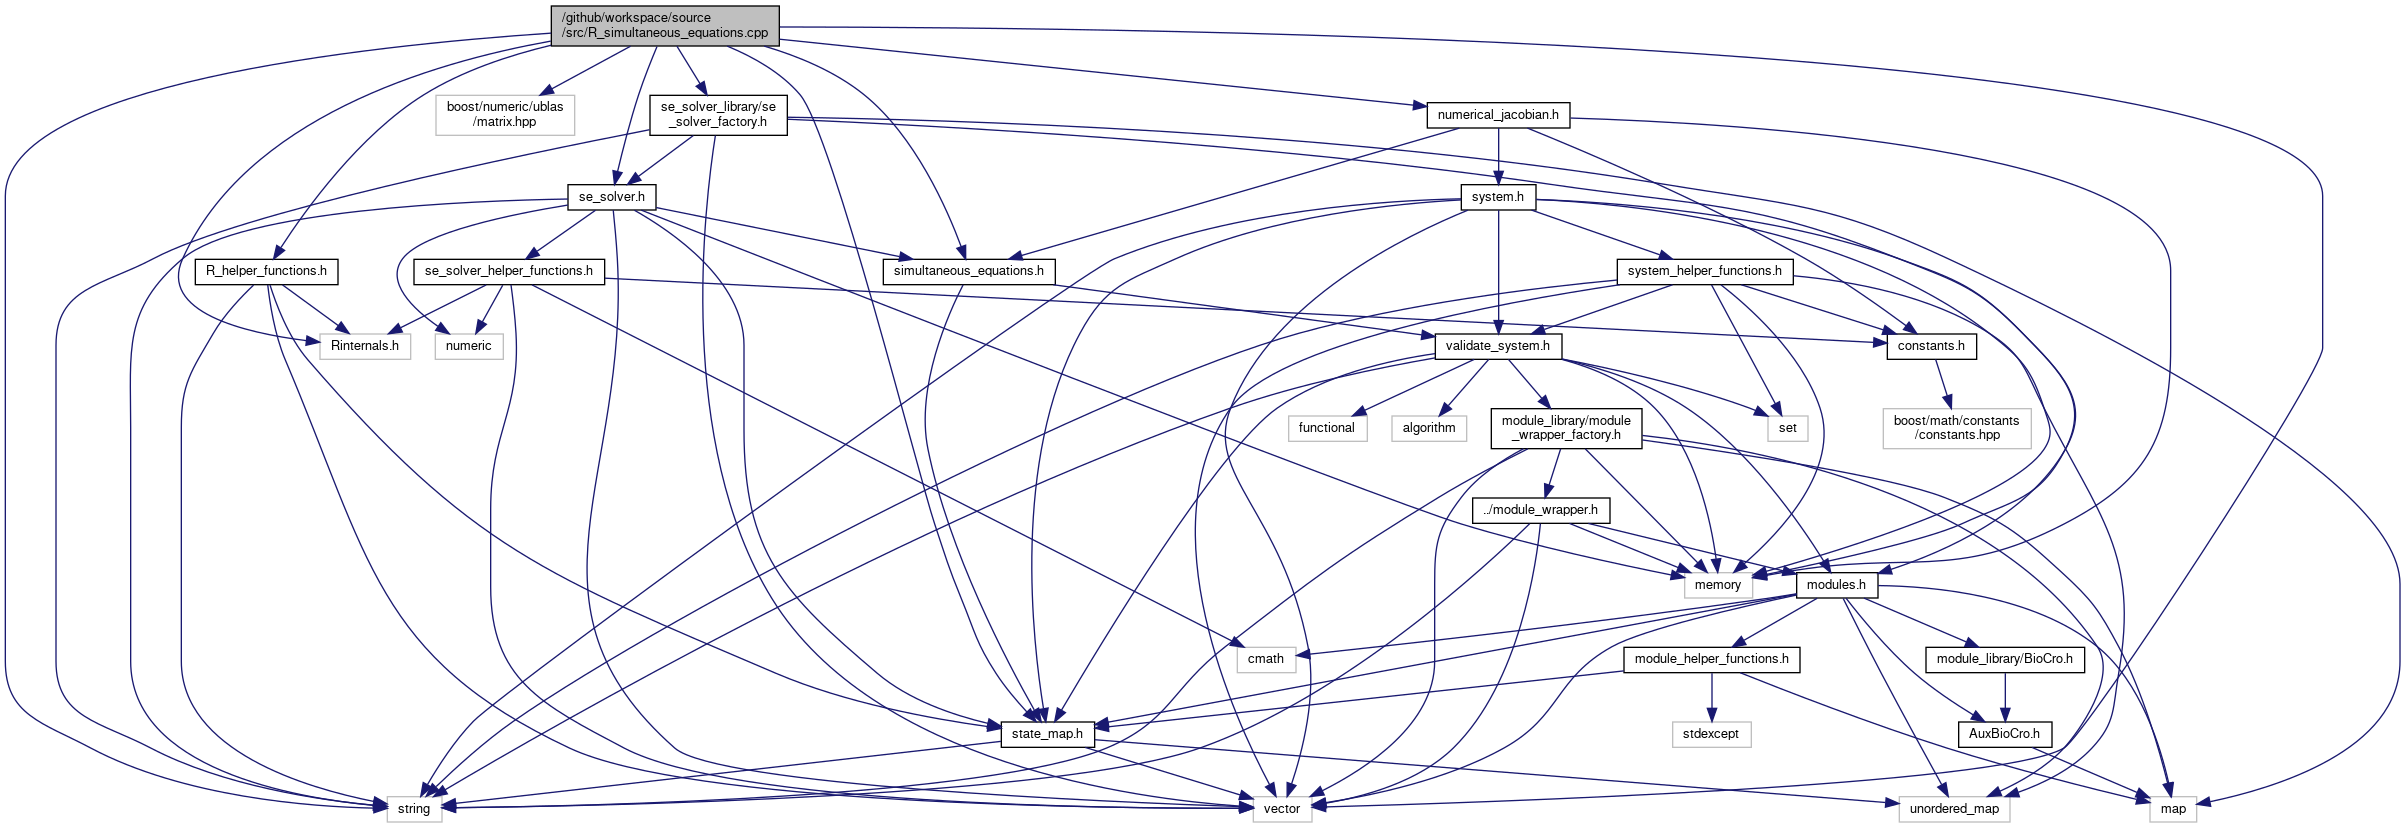 /github/workspace/source
/src/R_simultaneous_equations.cpp
boost/numeric/ublas
/matrix.hpp
se_solver_library/se
_solver_factory.h
numerical_jacobian.h
se_solver.h
system.h
R_helper_functions.h
se_solver_helper_functions.h
simultaneous_equations.h
system_helper_functions.h
Rinternals.h
numeric
validate_system.h
constants.h
functional
algorithm
module_library/module
_wrapper_factory.h
set
boost/math/constants
/constants.hpp
../module_wrapper.h
memory
modules.h
cmath
module_helper_functions.h
module_library/BioCro.h
state_map.h
stdexcept
AuxBioCro.h
string
vector
unordered_map
map